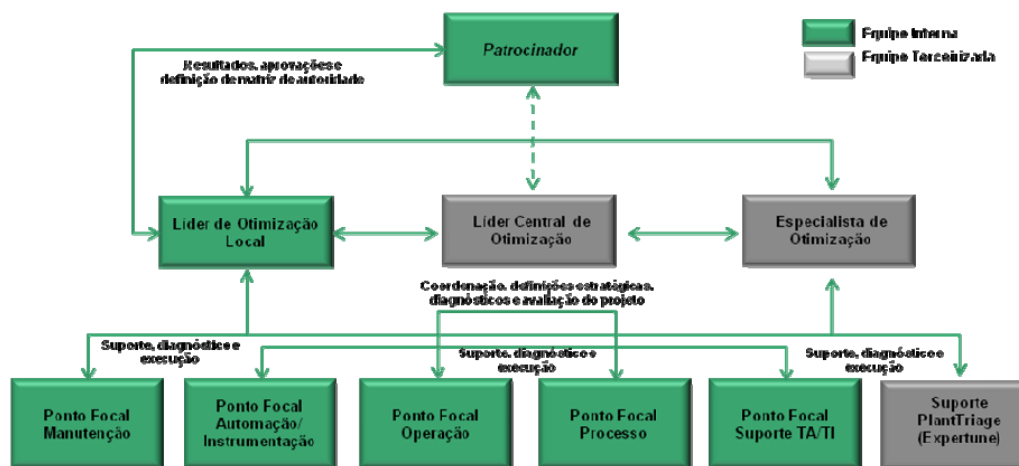 Patrocinador
Equipe Interna
Equipe Terceirizada
Resultados, aprovações e
definição de matriz de autoridade
Líder de Otimização
Local
Líder Central de
Otimização
Especialista de
Otimização
Coordenação, definições estratégicas,
diagnósticos e avaliação do projeto
Suporte, diagnóstico e
execução
Suporte, diagnóstico e
execução
Suporte, diagnóstico e
execução
Ponto Focal
Manutenção
Ponto Focal
Automação/
Instrumentação
Ponto Focal
Operação
Ponto Focal
Processo
Ponto Focal
Suporte TA/TI
Suporte
PlantTriage
(Expertune)